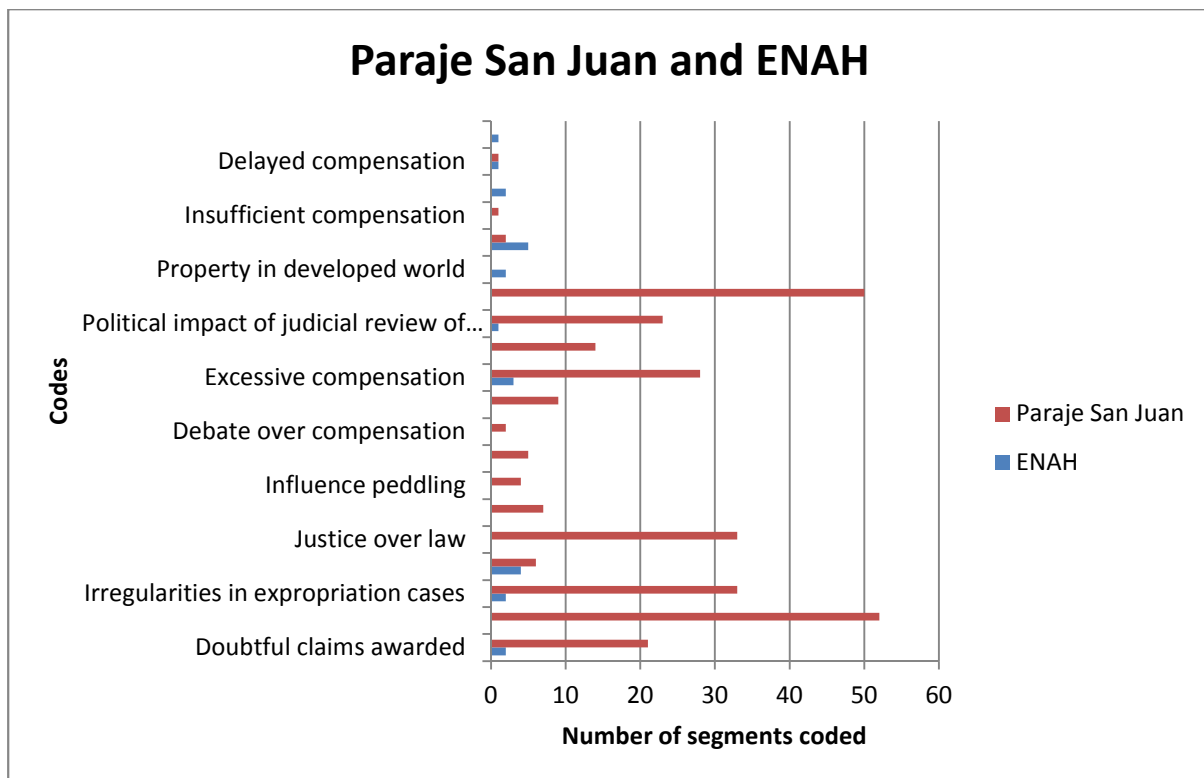 Paraje San Juan and ENAH
Delayed compensation
Insufficient compensation
Property in developed world
Political impact of judicial review of…
Excessive compensation
Debate over compensation
Influence peddling
Justice over law
Irregularities in expropriation cases
Doubtful claims awarded
Codes
Paraje San Juan
ENAH
0 10 20 30 40 50 60
Number of segments coded